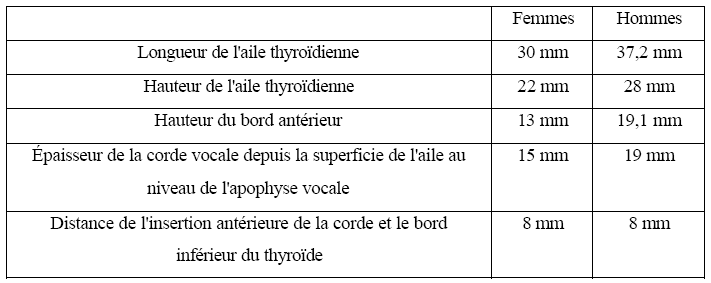 Femmes Hommes
Longueur de l'aile thyroïdienne 30 mm 37,2 mm
Hauteur de l'aile thyroïdienne 22 mm 28 mm
Hauteur du bord antérieur 13 mm 19,1 mm
Épaisseur de la corde vocale depuis la superficie de l'aile au 15 mm 19 mm
niveau de l'apophyse vocale
Distance de l'insertion antérieure de la corde et le bord 8 mm 8 mm
inférieur du thyroïde